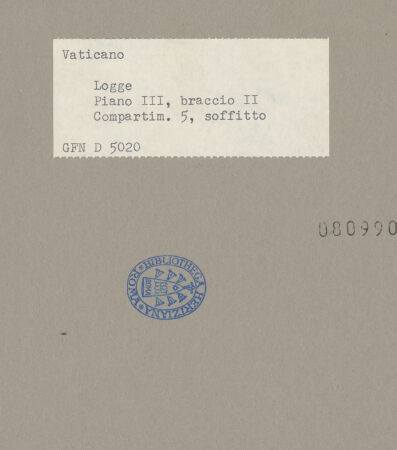 Vaticano
Logge
Piano III, braccio II
Compartim. 5, soffitto
GFN D 5020
080990
BIBLIOTHECA HERTZIANA ROMA